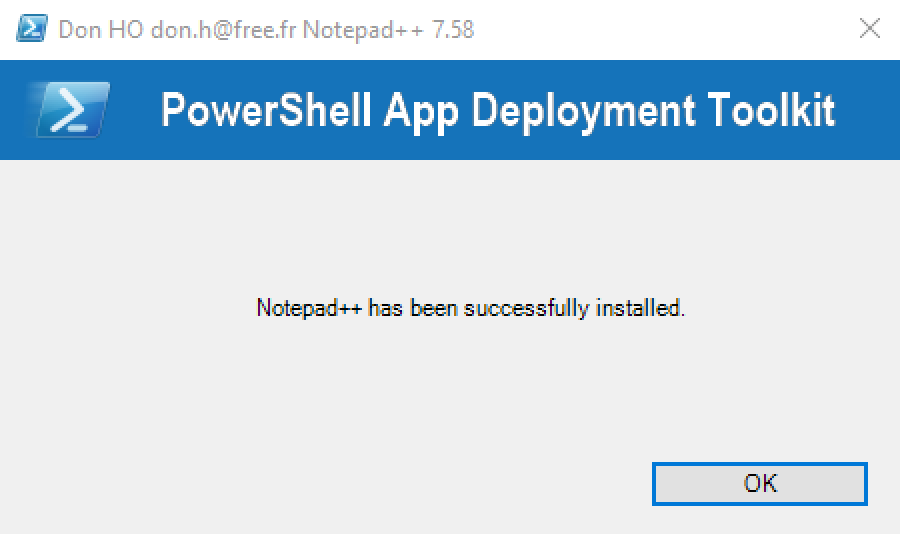 Don HO don.h@free.fr Notepad++ 7.58
PowerShell App Deployment Toolkit
Notepad++ has been successfully installed.
OK